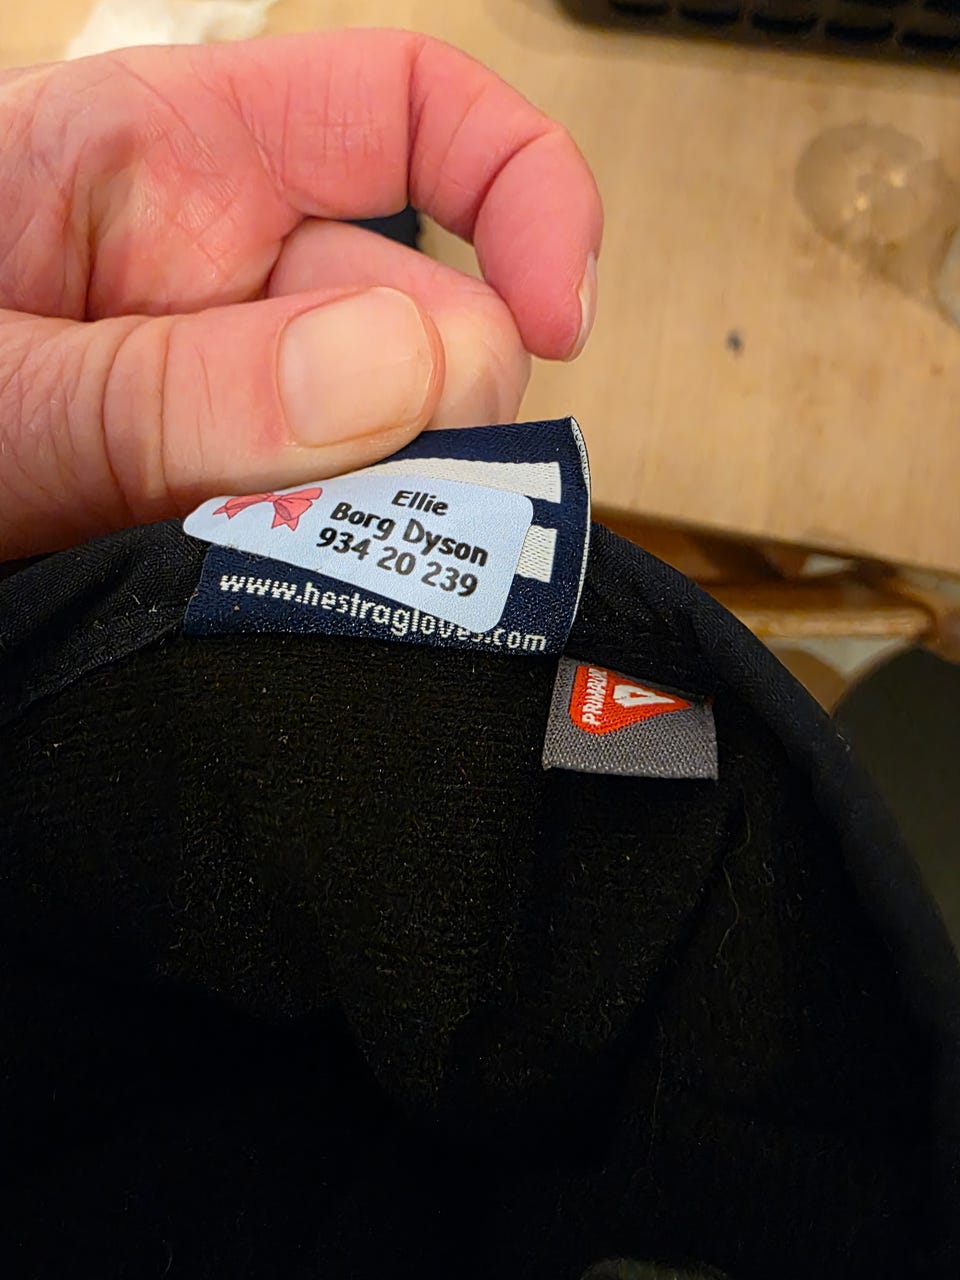 Ellie
Borg Dyson
934 20 239
www.hestragloves.com